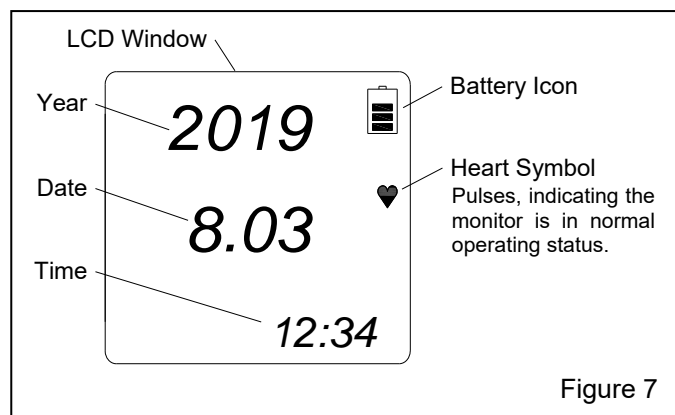 LCD Window
Year
2019
Battery Icon
Date
8.03
Heart Symbol
Pulses, indicating the
monitor is in normal
operating status.
Time
12:34
Figure 7